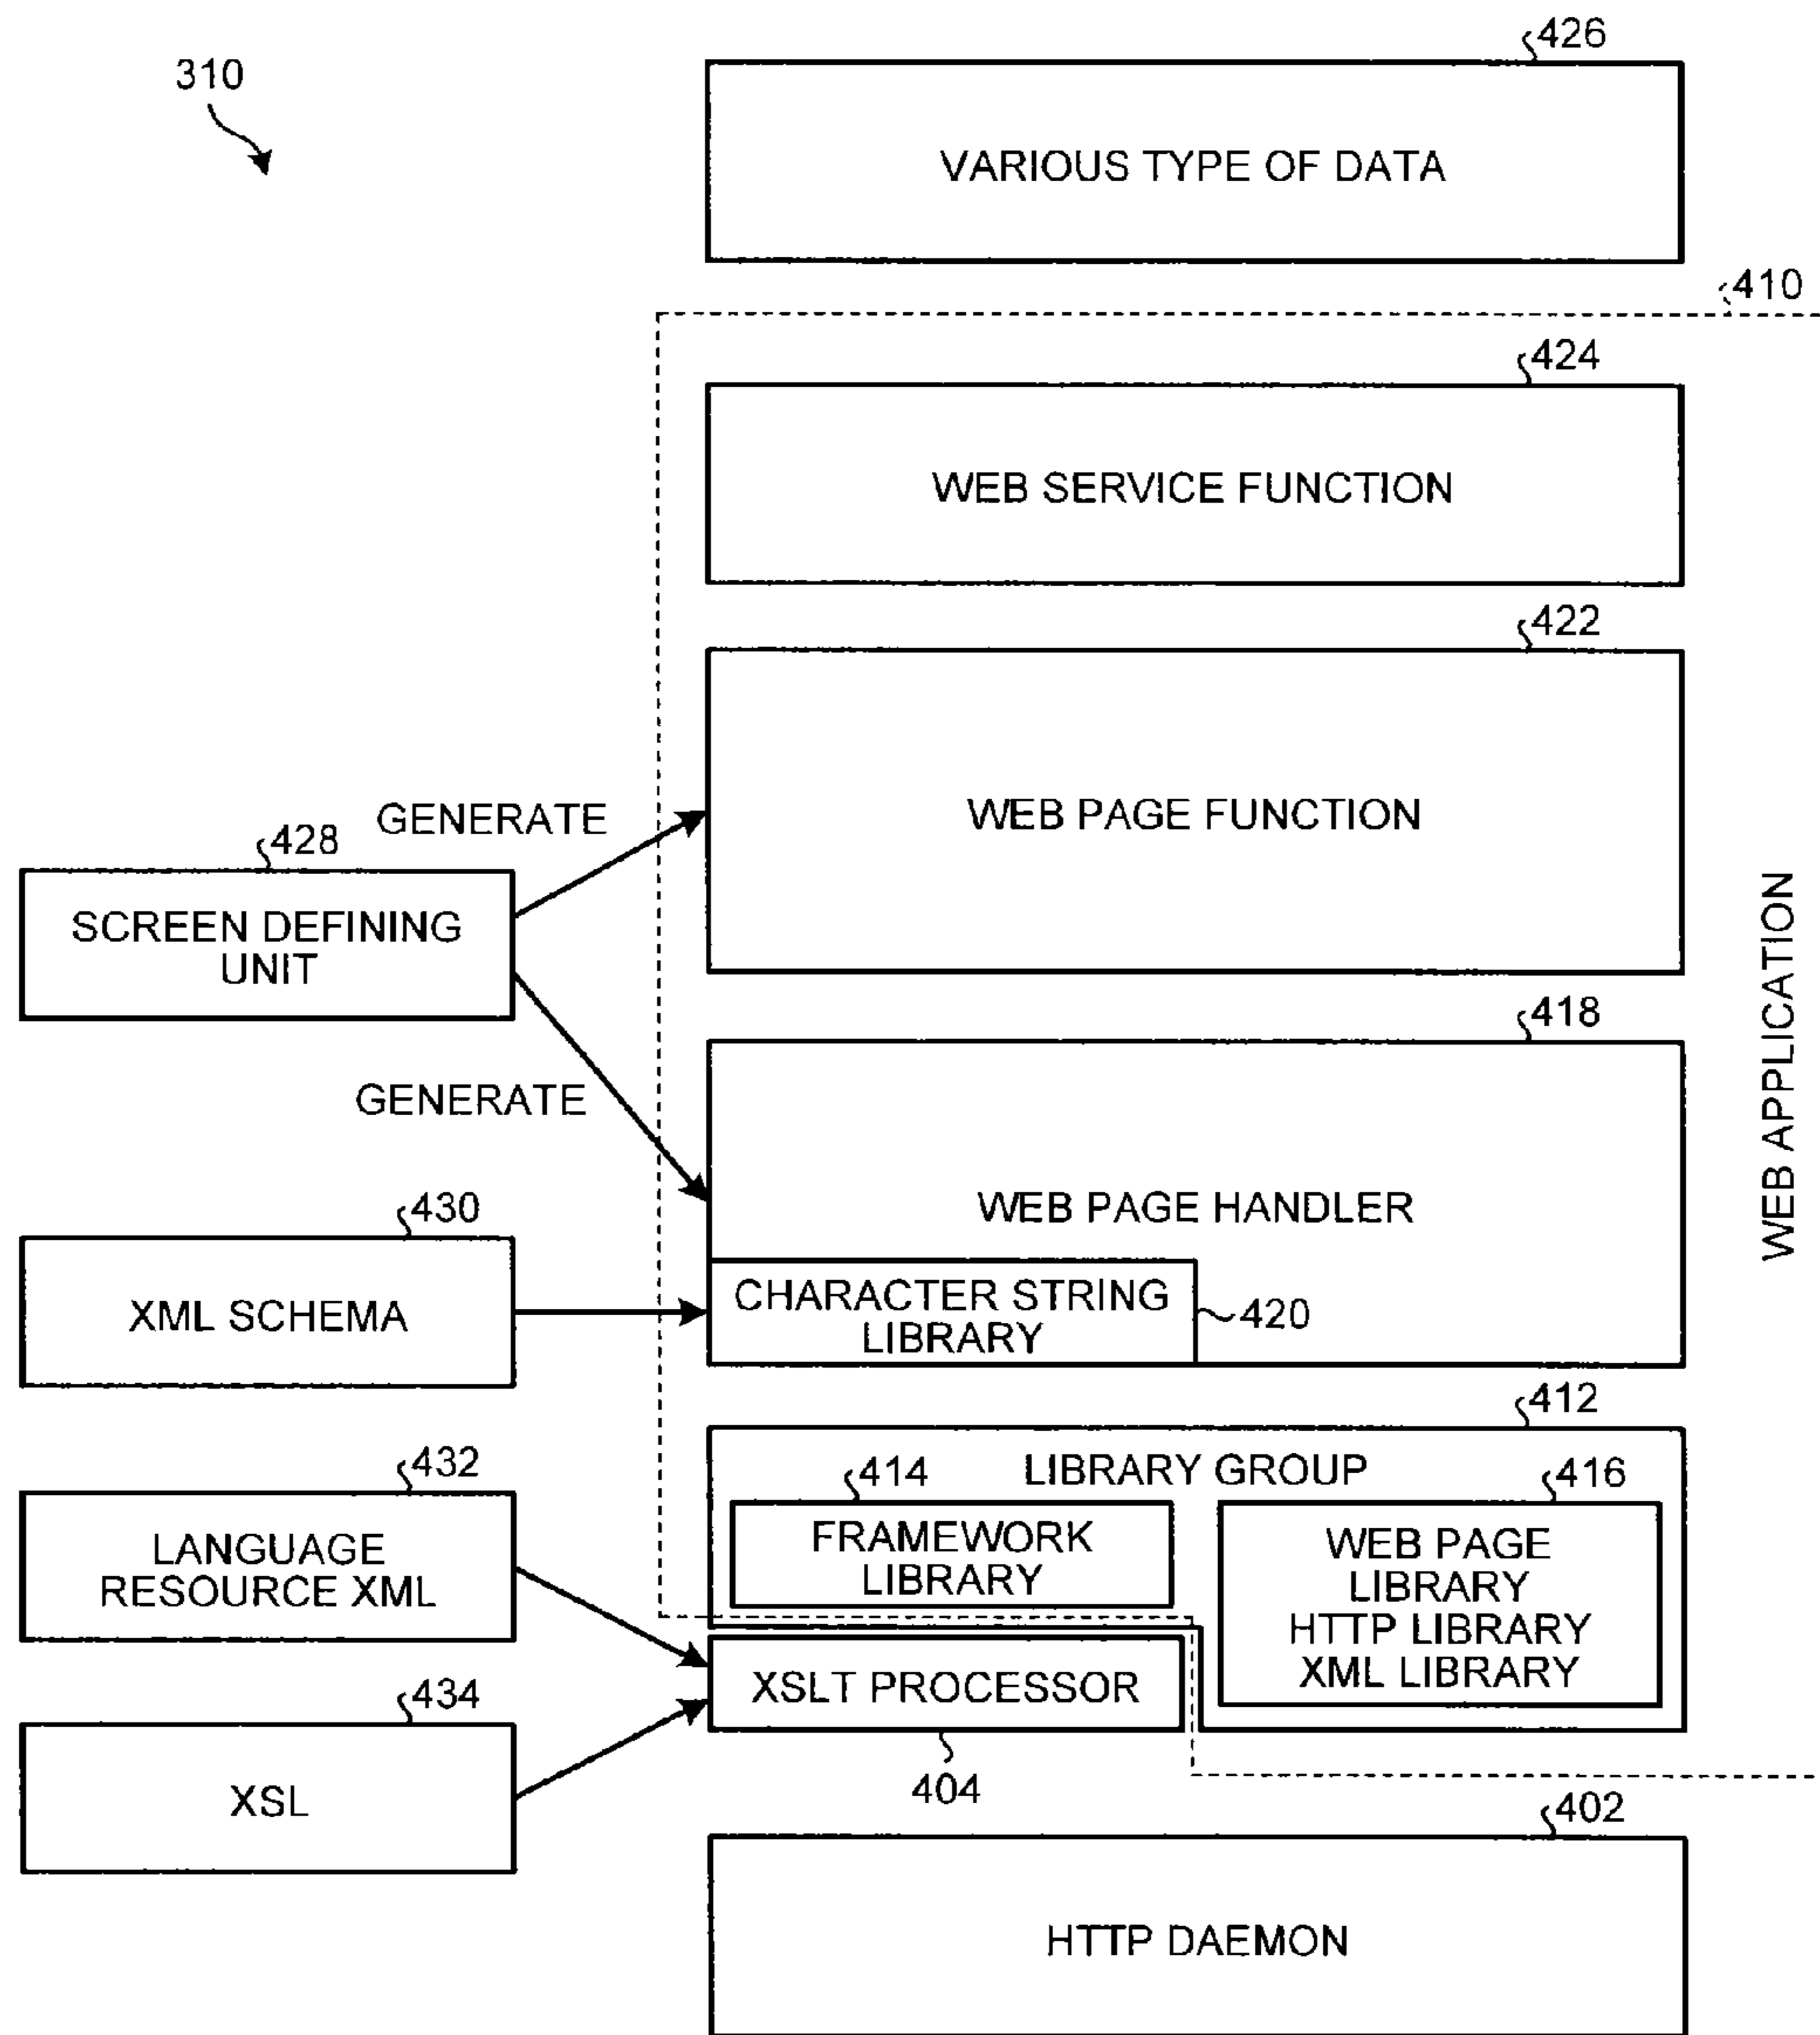 426
310
VARIOUS TYPE OF DATA
410
424
WEB SERVICE FUNCTION
422
WEB PAGE FUNCTION
GENERATE
428
SCREEN DEFINING
UNIT
WEB APPLICATION
418
GENERATE
WEB PAGE HANDLER
430
XML SCHEMA
CHARACTER STRING
LIBRARY
420
412
LIBRARY GROUP
432
414
416
LANGUAGE
RESOURCE XML
FRAMEWORK
LIBRARY
WEB PAGE
LIBRARY
HTTP LIBRARY
XML LIBRARY
XSLT PROCESSOR
404
434
XSL
402
HTTP DAEMON